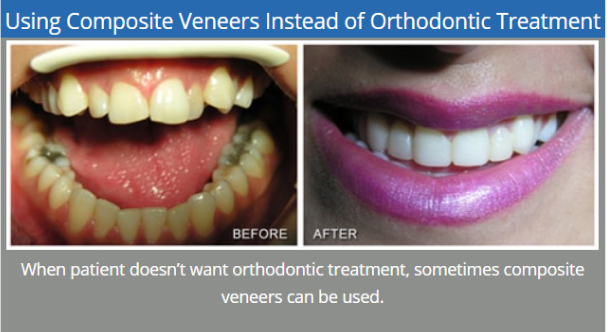 Using Composite Veneers Instead of Orthodontic Treatment
BEFORE
AFTER
When patient doesn’t want orthodontic treatment, sometimes composite
veneers can be used.